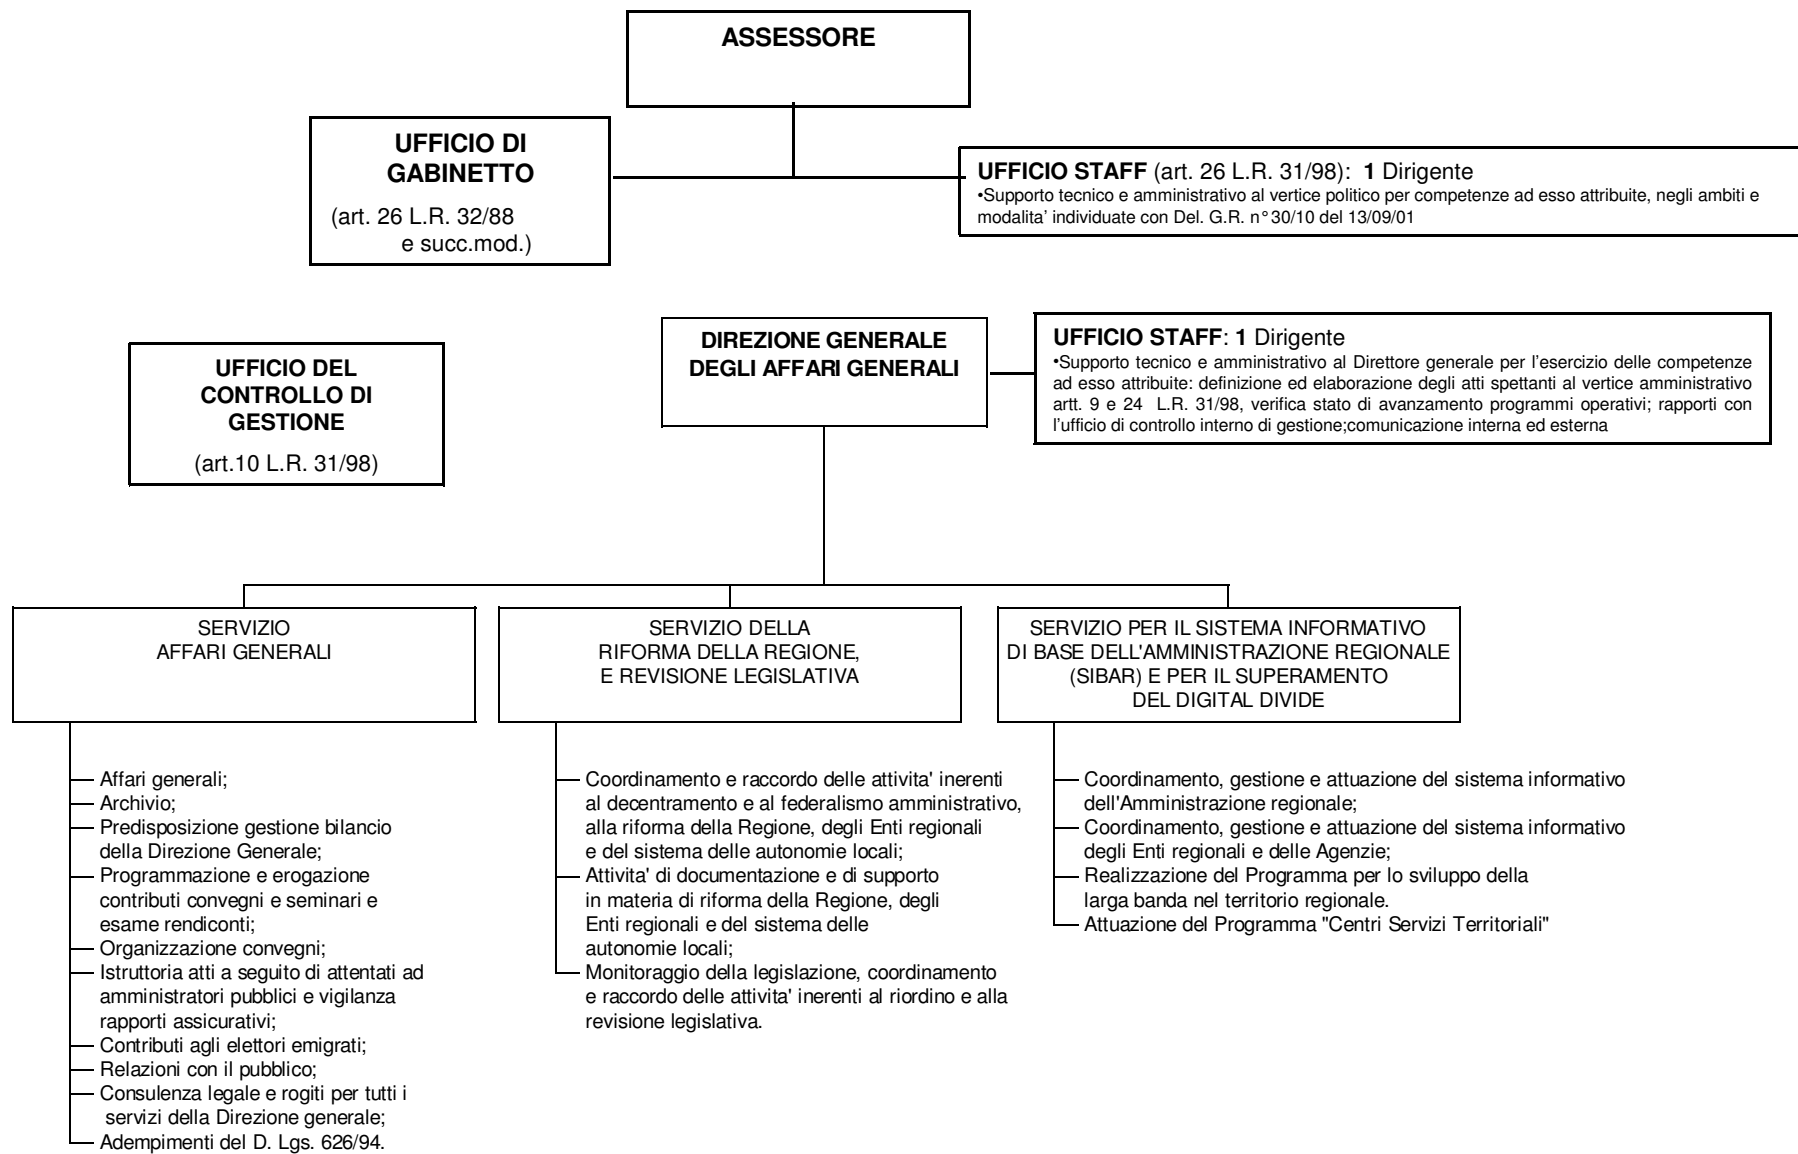 ASSESSORE
UFFICIO DI
GABINETTO
(art. 26 L.R. 32/88
e succ.mod.)
UFFICIO STAFF (art. 26 L.R. 31/98): 1 Dirigente
•Supporto tecnico e amministrativo al vertice politico per competenze ad esso attribuite, negli ambiti e
modalita' individuate con Del. G.R. n° 30/10 del 13/09/01
UFFICIO DEL
CONTROLLO DI
GESTIONE
(art.10 L.R. 31/98)
DIREZIONE GENERALE
DEGLI AFFARI GENERALI
UFFICIO STAFF: 1 Dirigente
•Supporto tecnico e amministrativo al Direttore generale per l'esercizio delle competenze
ad esso attribuite: definizione ed elaborazione degli atti spettanti al vertice amministrativo
artt. 9 e 24 L.R. 31/98, verifica stato di avanzamento programmi operativi; rapporti con
l'ufficio di controllo interno di gestione;comunicazione interna ed esterna
SERVIZIO
AFFARI GENERALI
Affari generali;
Archivio;
Predisposizione gestione bilancio
della Direzione Generale;
Programmazione e erogazione
contributi convegni e seminari e
esame rendiconti;
Organizzazione convegni;
Istruttoria atti a seguito di attentati ad
amministratori pubblici e vigilanza
rapporti assicurativi;
Contributi agli elettori emigrati;
Relazioni con il pubblico;
Consulenza legale e rogiti per tutti i
servizi della Direzione generale;
Adempimenti del D. Lgs. 626/94.
SERVIZIO DELLA
RIFORMA DELLA REGIONE,
E REVISIONE LEGISLATIVA
Coordinamento e raccordo delle attivita' inerenti
al decentramento e al federalismo amministrativo,
alla riforma della Regione, degli Enti regionali
e del sistema delle autonomie locali;
Attivita' di documentazione e di supporto
in materia di riforma della Regione, degli
Enti regionali e del sistema delle
autonomie locali;
Monitoraggio della legislazione, coordinamento
e raccordo delle attivita' inerenti al riordino e alla
revisione legislativa.
SERVIZIO PER IL SISTEMA INFORMATIVO
DI BASE DELL'AMMINISTRAZIONE REGIONALE
(SIBAR) E PER IL SUPERAMENTO
DEL DIGITAL DIVIDE
Coordinamento, gestione e attuazione del sistema informativo
dell'Amministrazione regionale;
Coordinamento, gestione e attuazione del sistema informativo
degli Enti regionali e delle Agenzie;
Realizzazione del Programma per lo sviluppo della
larga banda nel territorio regionale.
Attuazione del Programma "Centri Servizi Territoriali"